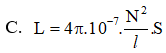 C. L = 4π.10⁻⁷.N²/l.S